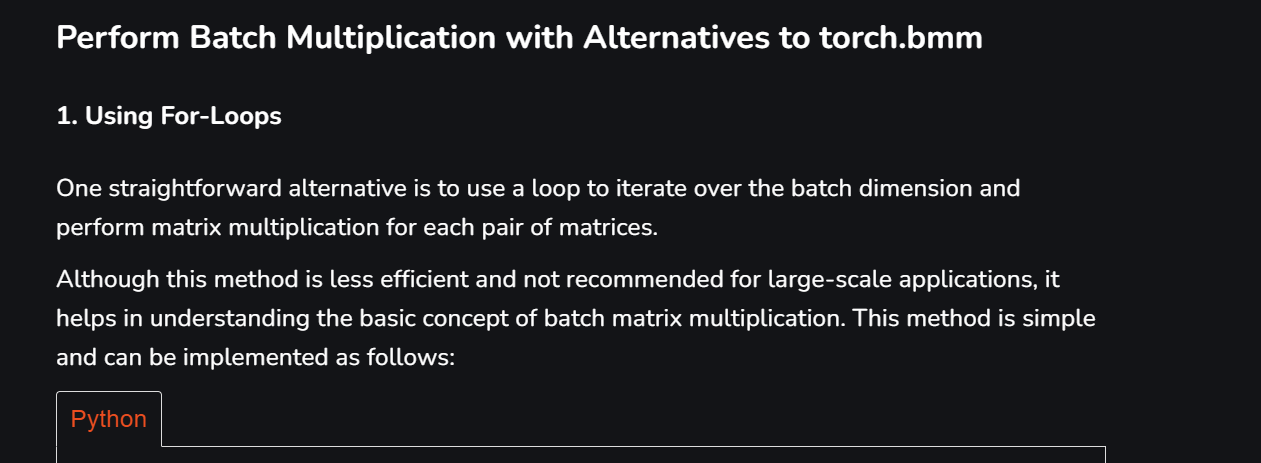 Perform Batch Multiplication with Alternatives to torch.bmm
1. Using For-Loops
One straightforward alternative is to use a loop to iterate over the batch dimension and
perform matrix multiplication for each pair of matrices.
Although this method is less efficient and not recommended for large-scale applications, it
helps in understanding the basic concept of batch matrix multiplication. This method is simple
and can be implemented as follows:
Python